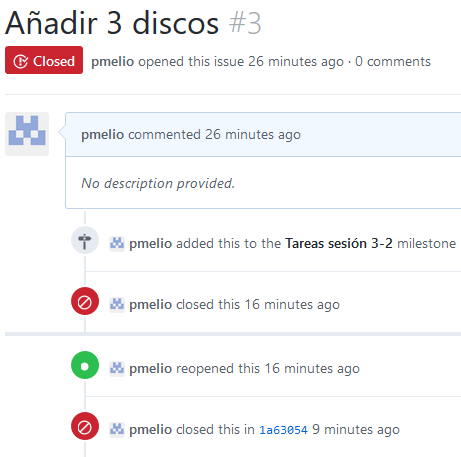 Añadir 3 discos #3
Closed pmelio opened this issue 26 minutes ago · 0 comments
pmelio commented 26 minutes ago
No description provided.
pmelio added this to the Tareas sesión 3-2 milestone
pmelio closed this 16 minutes ago
pmelio reopened this 16 minutes ago
pmelio closed this in 1a63054 9 minutes ago